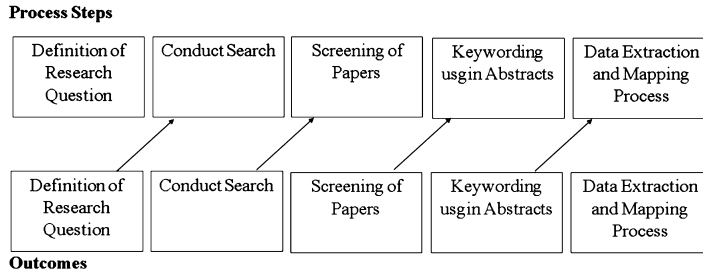 Process Steps
Definition of
Research
Question
Conduct Search
Screening of
Papers
Keywording
usgin Abstracts
Data Extraction
and Mapping
Process
Definition of
Research
Question
Conduct Search
Screening of
Papers
Keywording
usgin Abstracts
Data Extraction
and Mapping
Process
Outcomes